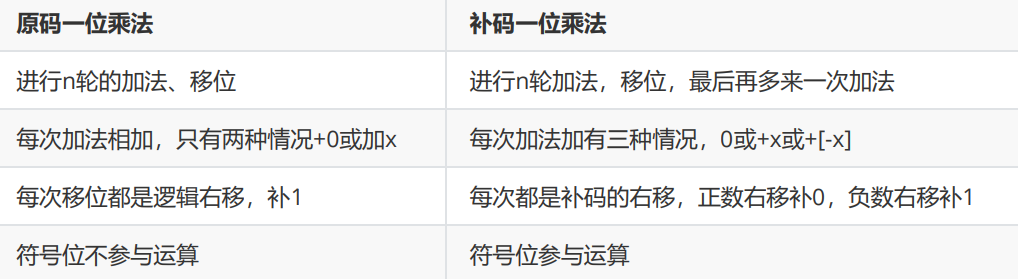 原码一位乘法 补码一位乘法
进行n轮的加法、移位 进行n轮加法，移位，最后再多来一次加法
每次加法相加，只有两种情况+0或加x 每次加法加有三种情况，0或+x或+[-x]
每次移位都是逻辑右移，补1 每次都是补码的右移，正数右移补0，负数右移补1
符号位不参与运算 符号位参与运算